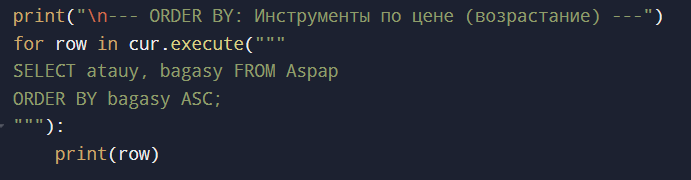 print("\n--- ORDER BY: Инструменты по цене (возрастание) ---")
for row in cur.execute("""
SELECT atauy, bagasy FROM Aspap
ORDER BY bagasy ASC;
"""):
    print(row)